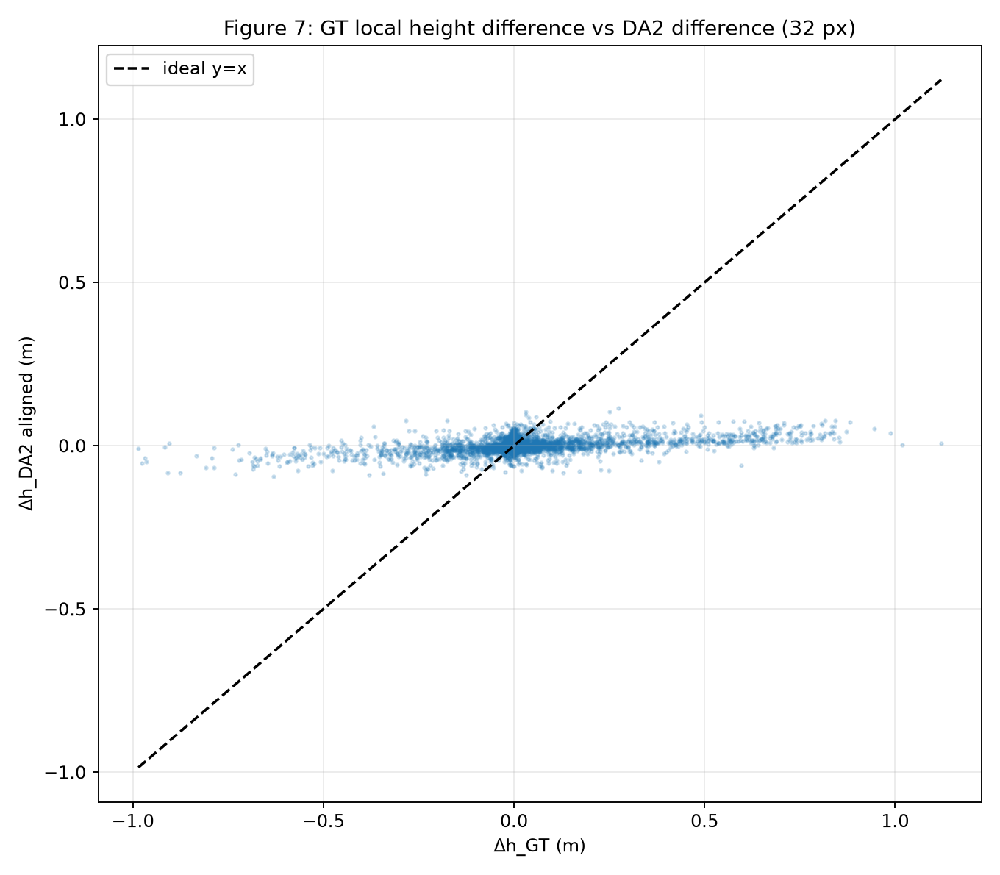 Figure 7: GT local height difference vs DA2 difference (32 px)
ideal y=x
1.0
0.5
0.0
−0.5
−1.0
Δh_DA2 aligned (m)
−1.0 −0.5 0.0 0.5 1.0
Δh_GT (m)